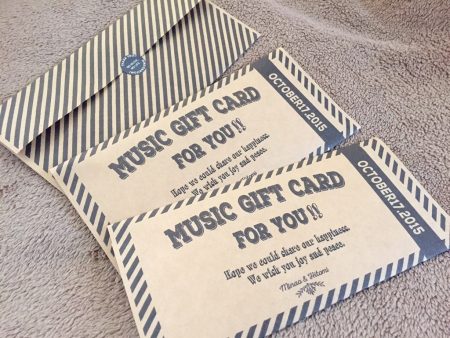 MUSIC GIFT CARD
FOR YOU !!
Hope we could share our happiness.
We wish you joy and peace.
OCTOBER17.2015
MUSIC GIFT CARD
FOR YOU !!
Hope we could share our happiness.
We wish you joy and peace.
OCTOBER17.2015